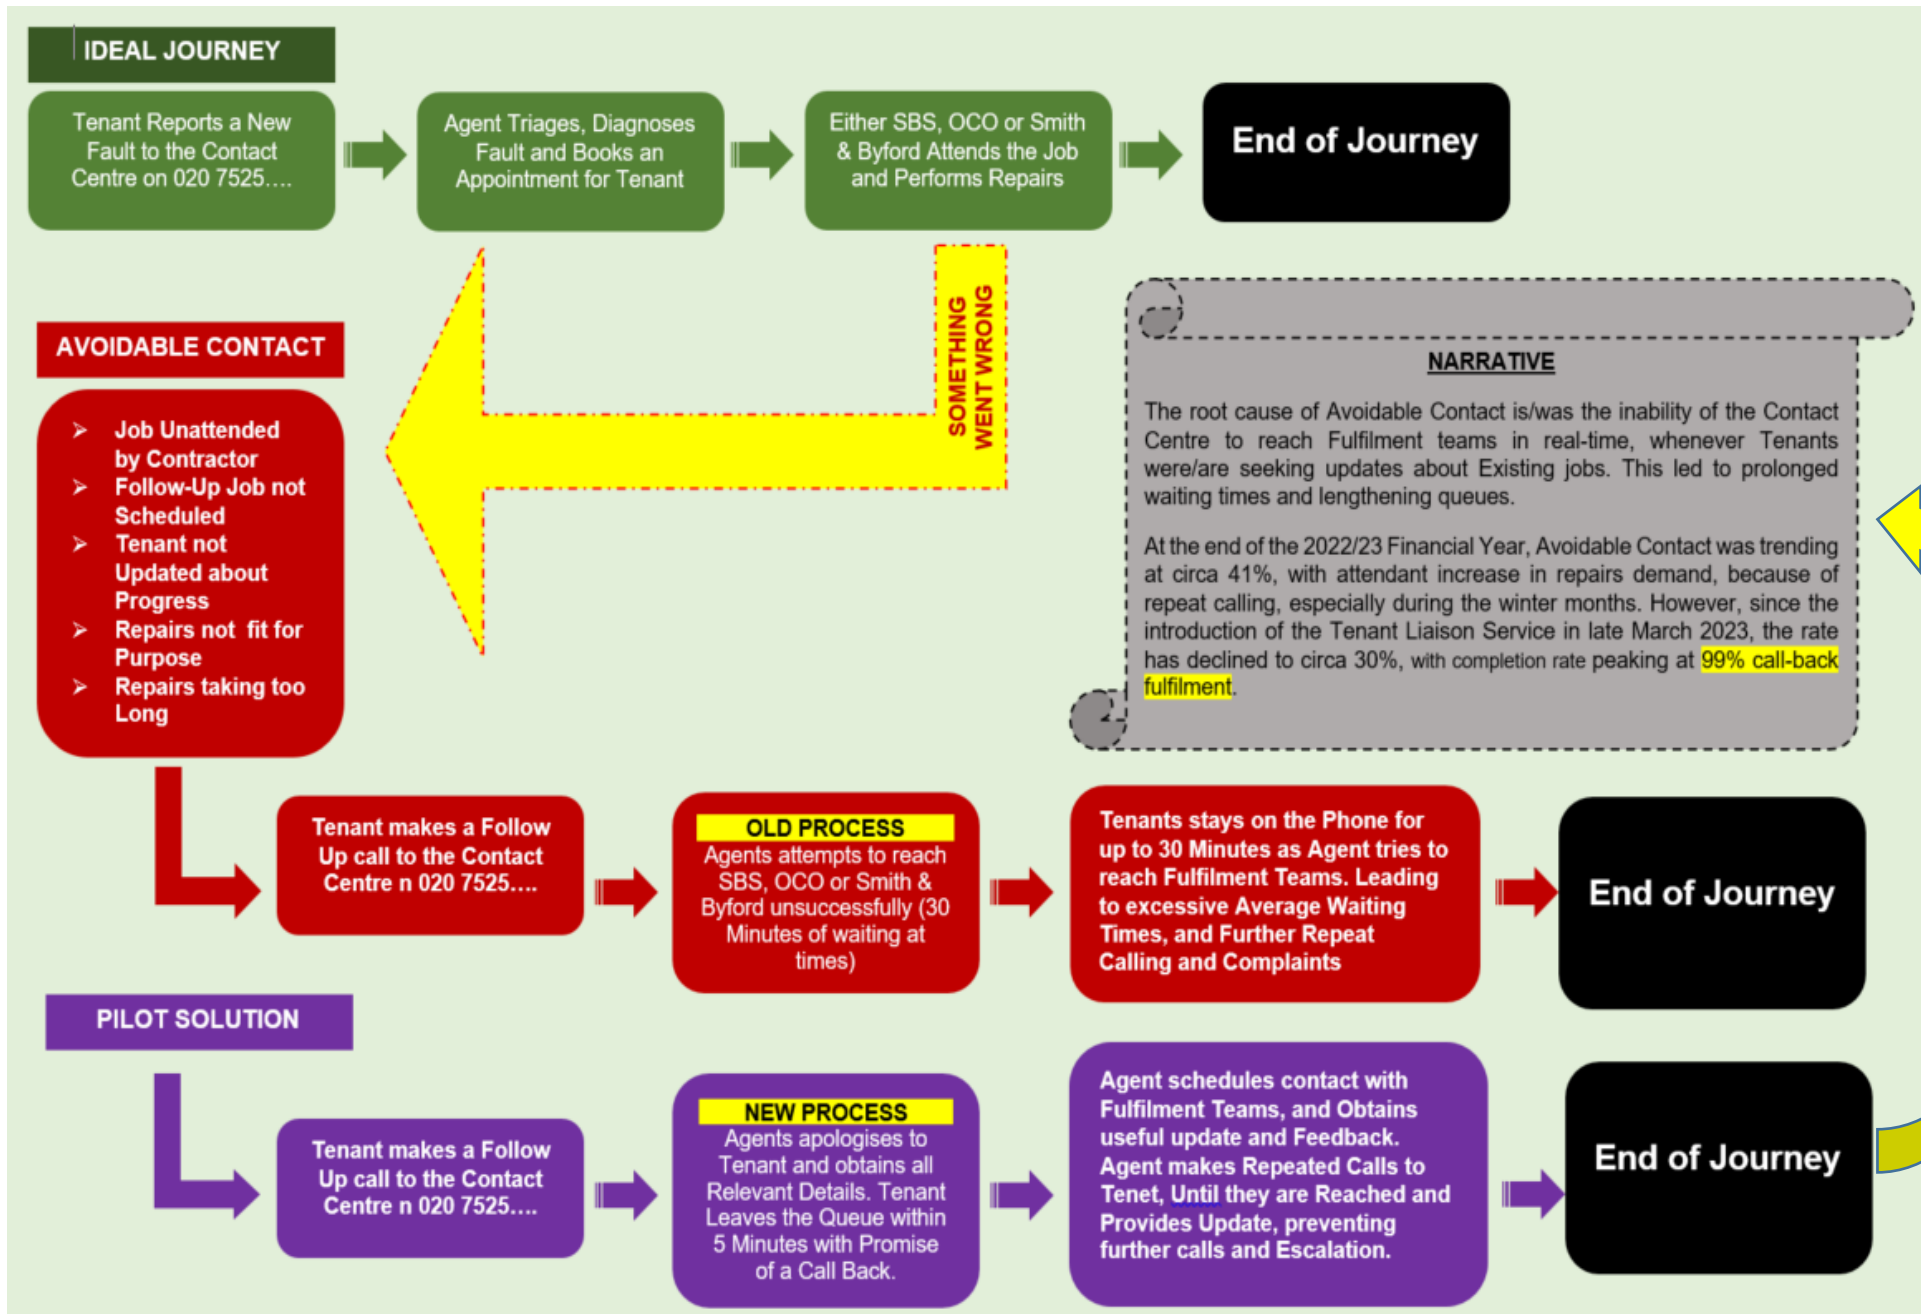 IDEAL JOURNEY
Tenant Reports a New
Fault to the Contact
Centre on 020 7525….
Agent Triages, Diagnoses
Fault and Books an
Appointment for Tenant
Either SBS, OCO or Smith
& Byford Attends the Job
and Performs Repairs
End of Journey
SOMETHING
WENT WRONG
AVOIDABLE CONTACT
➢ Job Unattended
by Contractor
➢ Follow-Up Job not
Scheduled
➢ Tenant not
Updated about
Progress
➢ Repairs not fit for
Purpose
➢ Repairs taking too
Long
NARRATIVE
The root cause of Avoidable Contact is/was the inability of the Contact
Centre to reach Fulfilment teams in real-time, whenever Tenants
were/are seeking updates about Existing jobs. This led to prolonged
waiting times and lengthening queues.
At the end of the 2022/23 Financial Year, Avoidable Contact was trending
at circa 41%, with attendant increase in repairs demand, because of
repeat calling, especially during the winter months. However, since the
introduction of the Tenant Liaison Service in late March 2023, the rate
has declined to circa 30%, with completion rate peaking at 99% call-back
fulfilment.
Tenant makes a Follow
Up call to the Contact
Centre n 020 7525….
OLD PROCESS
Agents attempts to reach
SBS, OCO or Smith &
Byford unsuccessfully (30
Minutes of waiting at
times)
Tenants stays on the Phone for
up to 30 Minutes as Agent tries to
reach Fulfilment Teams. Leading
to excessive Average Waiting
Times, and Further Repeat
Calling and Complaints
End of Journey
PILOT SOLUTION
Tenant makes a Follow
Up call to the Contact
Centre n 020 7525….
NEW PROCESS
Agents apologises to
Tenant and obtains all
Relevant Details. Tenant
Leaves the Queue within
5 Minutes with Promise
of a Call Back.
Agent schedules contact with
Fulfilment Teams, and Obtains
useful update and Feedback.
Agent makes Repeated Calls to
Tenet, Until they are Reached and
Provides Update, preventing
further calls and Escalation.
End of Journey